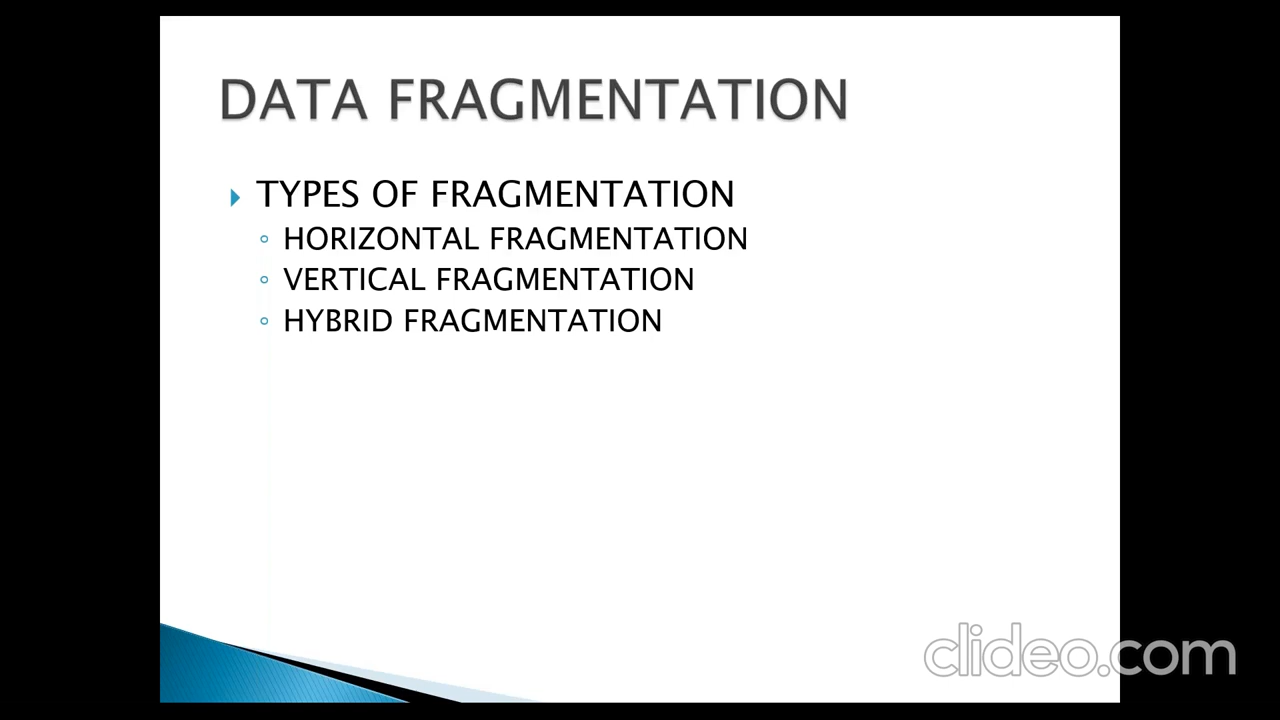 DATA FRAGMENTATION
TYPES OF FRAGMENTATION
HORIZONTAL FRAGMENTATION
VERTICAL FRAGMENTATION
HYBRID FRAGMENTATION
clideo.com